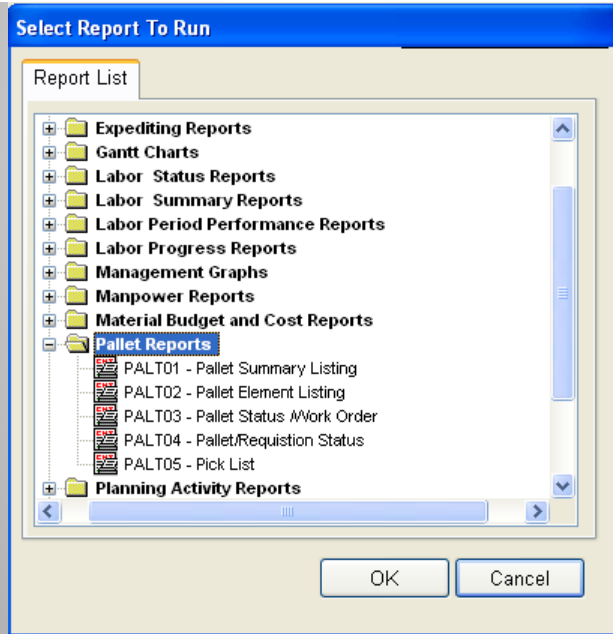 Select Report To Run
Report List
Expediting Reports
Gantt Charts
Labor Status Reports
Labor Summary Reports
Labor Period Performance Reports
Labor Progress Reports
Management Graphs
Manpower Reports
Material Budget and Cost Reports
Pallet Reports
PALT01 - Pallet Summary Listing
PALT02 - Pallet Element Listing
PALT03 - Pallet Status /Work Order
PALT04 - Pallet/Requistion Status
PALT05 - Pick List
Planning Activity Reports
OK
Cancel